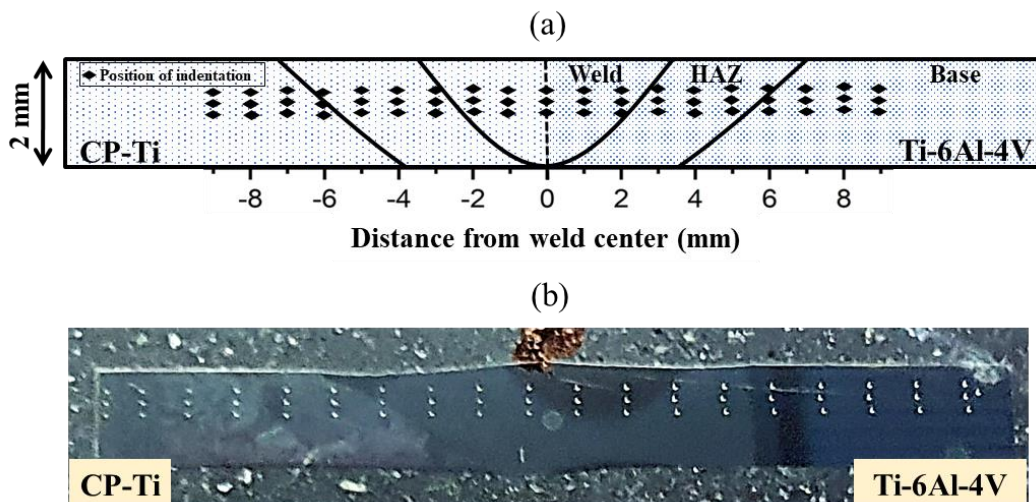 (a)
Position of indentation
Weld
HAZ
Base
2 mm
CP-Ti
Ti-6Al-4V
-8 -6 -4 -2 0 2 4 6 8
Distance from weld center (mm)
(b)
CP-Ti
Ti-6Al-4V